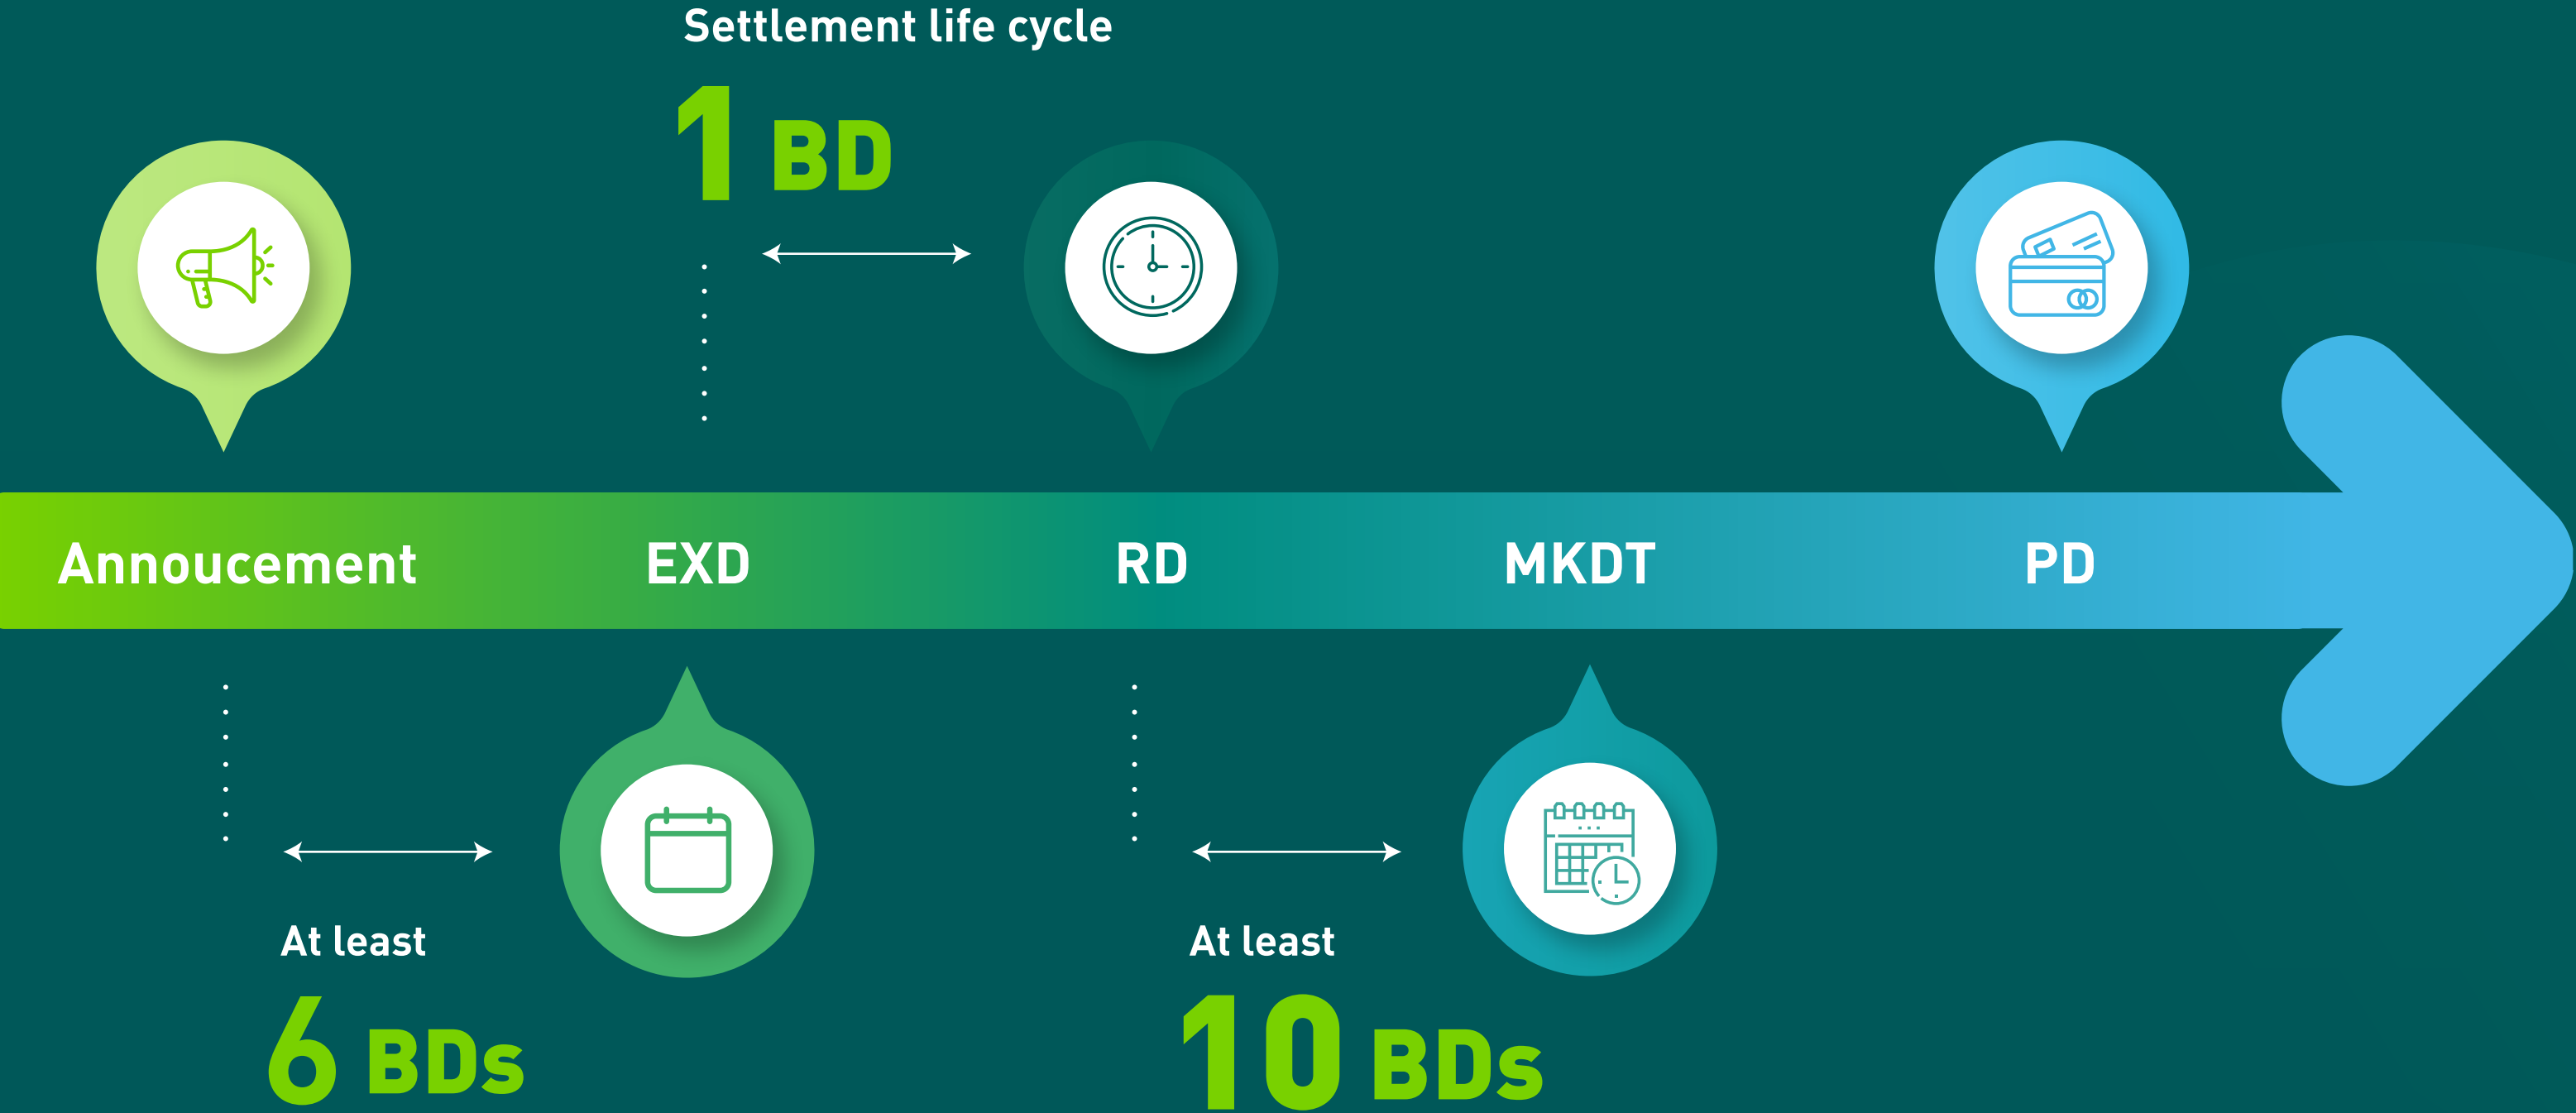 Settlement life cycle
1 BD
Annoucement
EXD
RD
MKDT
PD
At least
6 BDs
At least
10 BDs